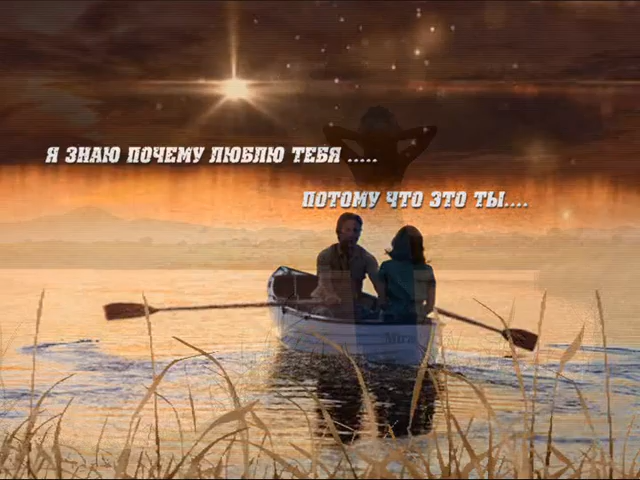 Я ЗНАЮ ПОЧЕМУ ЛЮБЛЮ ТЕБЯ .....
ПОТОМУ ЧТО ЭТО ТЫ....